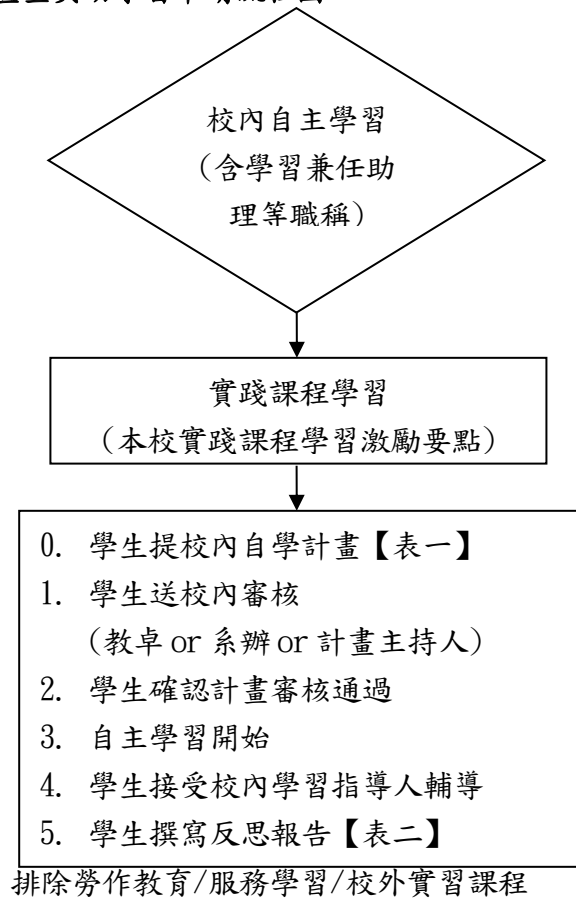 校內自主學習
(含學習兼任助
理等職稱)
實踐課程學習
(本校實踐課程學習激勵要點)
0. 學生提校內自學計畫【表一】
1. 學生送校內審核
(教卓 or 系辦 or 計畫主持人)
2. 學生確認計畫審核通過
3. 自主學習開始
4. 學生接受校內學習指導人輔導
5. 學生撰寫反思報告【表二】
排除勞作教育/服務學習/校外實習課程